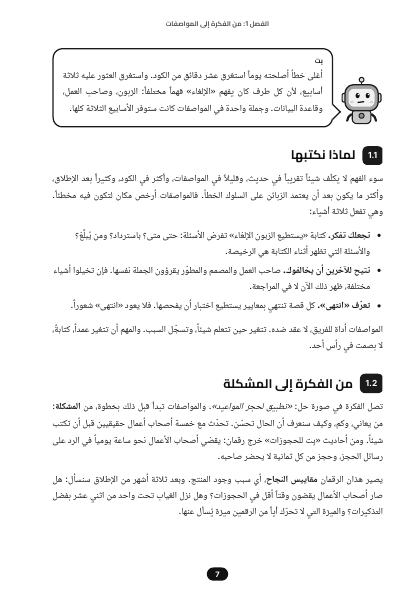 الفصل 1: من الفكرة إلى المواصفات
بت
أغلى خطأ أصلحته يوماً استغرق عشر دقائق من الكود. واستغرق العثور عليه ثلاثة
أسابيع، لأن كل طرف كان يفهم «الإلغاء» فهماً مختلفاً: الزبون، وصاحب العمل،
وقاعدة البيانات. وجملة واحدة في المواصفات كانت ستوفر الأسابيع الثلاثة كلها.
1.1 لماذا نكتبها
سوء الفهم لا يكلّف شيئاً تقريباً في حديث، وقليلاً في المواصفات، وأكثر في الكود، وكثيراً بعد الإطلاق،
وأكثر ما يكون بعد أن يعتمد الزبائن على السلوك الخطأ. فالمواصفات أرخص مكان لتكون فيه مخطئاً.
وهي تفعل ثلاثة أشياء:
• تجعلك تفكر. كتابة «يستطيع الزبون الإلغاء» تفرض الأسئلة: حتى متى؟ باسترداد؟ ومن يُبلَّغ؟
والأسئلة التي تظهر أثناء الكتابة هي الرخيصة.
• تتيح للآخرين أن يخالفوك. صاحب العمل والمصمم والمطوّر يقرؤون الجملة نفسها. فإن تخيلوا أشياء
مختلفة، ظهر ذلك الآن لا في المراجعة.
• تعرّف «انتهى». كل قصة تنتهي بمعايير يستطيع اختبار أن يفحصها. فلا يعود «انتهى» شعوراً.
المواصفات أداة للفريق، لا عقد ضده. تتغير حين تتعلم شيئاً، وتسجّل السبب. والمهم أن تتغير عمداً، كتابةً،
لا بصمت في رأس أحد.
1.2 من الفكرة إلى المشكلة
تصل الفكرة في صورة حل: «تطبيق لحجز المواعيد». والمواصفات تبدأ قبل ذلك بخطوة، من المشكلة:
من يعاني، وكم، وكيف سنعرف أن الحال تحسّن. تحدّث مع خمسة أصحاب أعمال حقيقيين قبل أن تكتب
شيئاً. ومن أحاديث «بِت للحجوزات» خرج رقمان: يقضي أصحاب الأعمال نحو ساعة يومياً في الرد على
رسائل الحجز، وحجز من كل ثمانية لا يحضر صاحبه.
يصير هذان الرقمان مقاييس النجاح، أي سبب وجود المنتج. وبعد ثلاثة أشهر من الإطلاق سنسأل: هل
صار أصحاب الأعمال يقضون وقتاً أقل في الحجوزات؟ وهل نزل الغياب تحت واحد من اثني عشر بفضل
التذكيرات؟ والميزة التي لا تحرّك أياً من الرقمين ميزة يُسأل عنها.
7